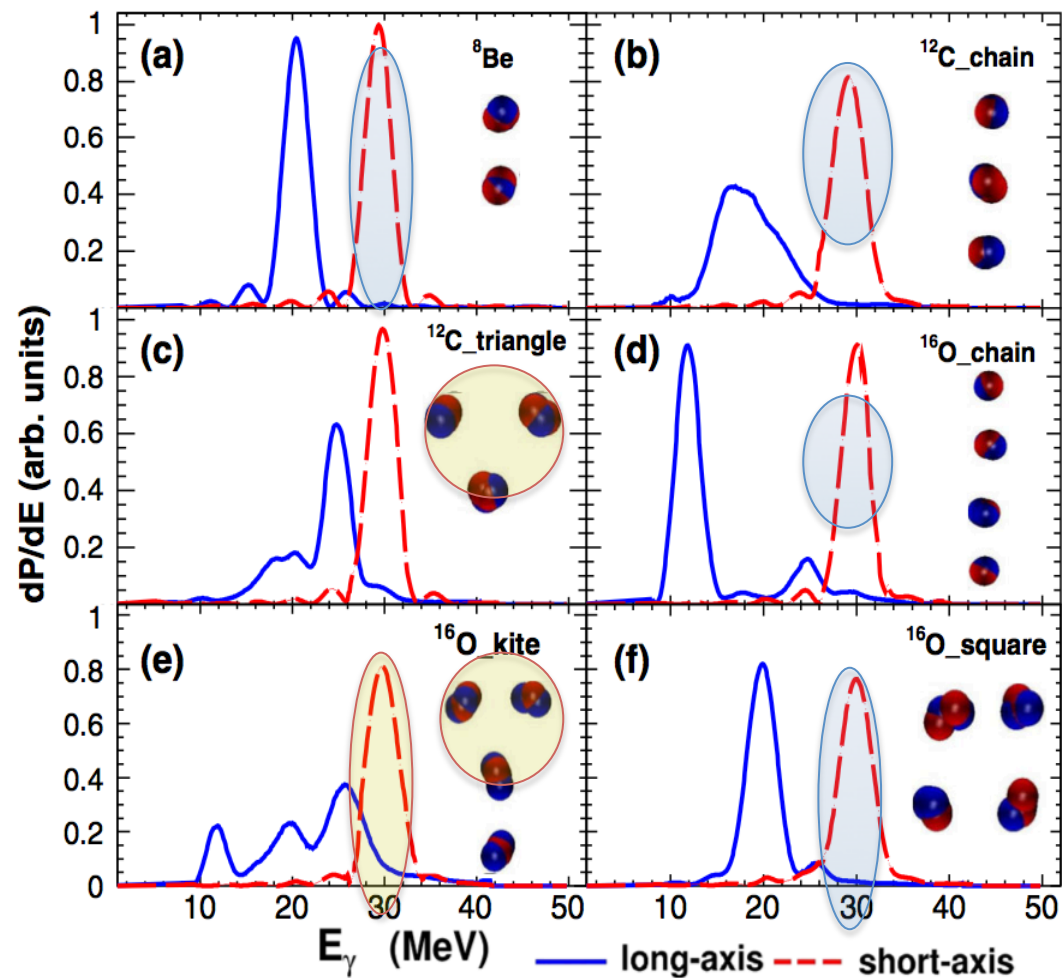 (a) ⁸Be
(b) ¹²C_chain
1
0.8
0.6
0.4
0.2
(c) ¹²C_triangle
(d) ¹⁶O_chain
1
0.8
0.6
0.4
0.2
(e) ¹⁶O_kite
(f) ¹⁶O_square
1
0.8
0.6
0.4
0.2
0
dP/dE (arb. units)
10 20 30 40 50 10 20 30 40 50
Eγ (MeV) long-axis short-axis